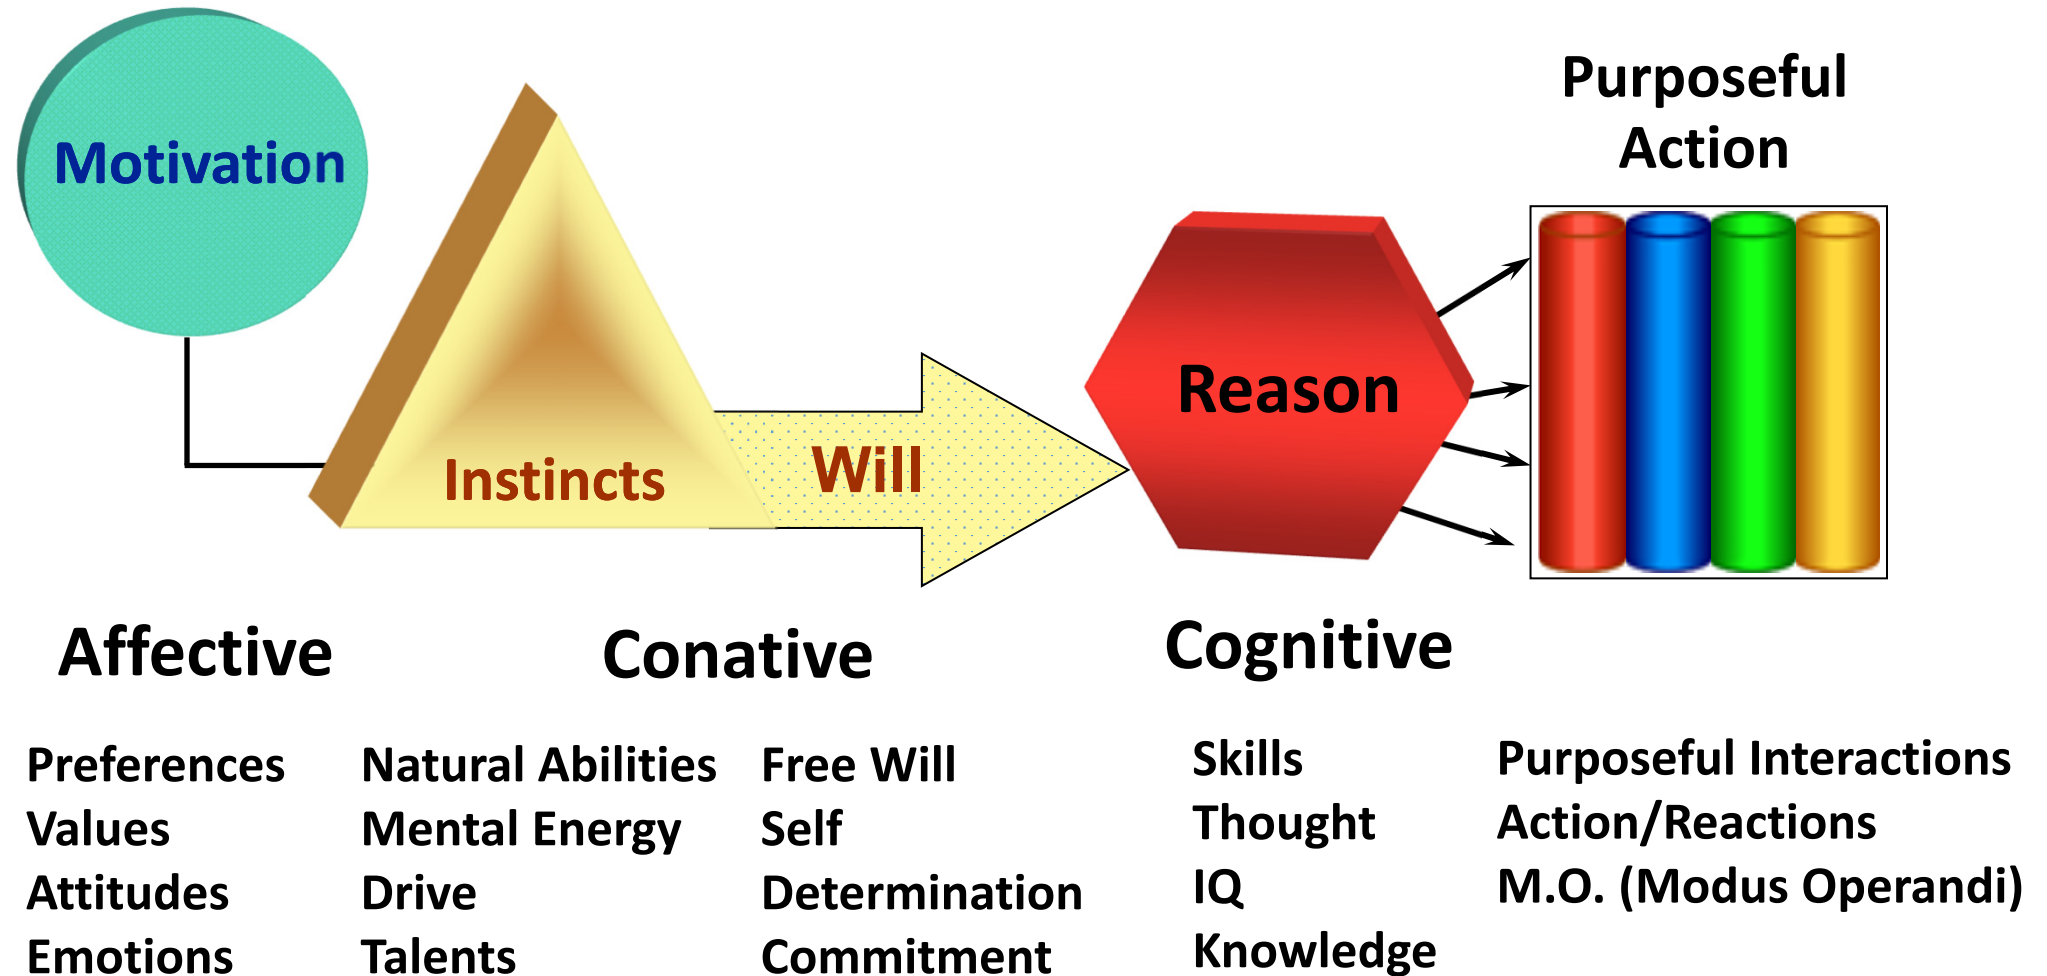 Purposeful
Action
Motivation
Instincts
Will
Reason
Affective
Conative
Cognitive
Preferences
Values
Attitudes
Emotions
Natural Abilities
Mental Energy
Drive
Talents
Free Will
Self
Determination
Commitment
Skills
Thought
IQ
Knowledge
Purposeful Interactions
Action/Reactions
M.O. (Modus Operandi)